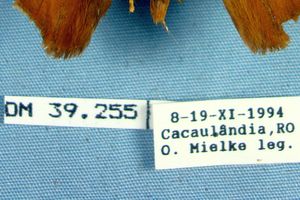 DM 39.255
8-19-XI-1994
Cacaulândia,RO
O. Mielke leg.